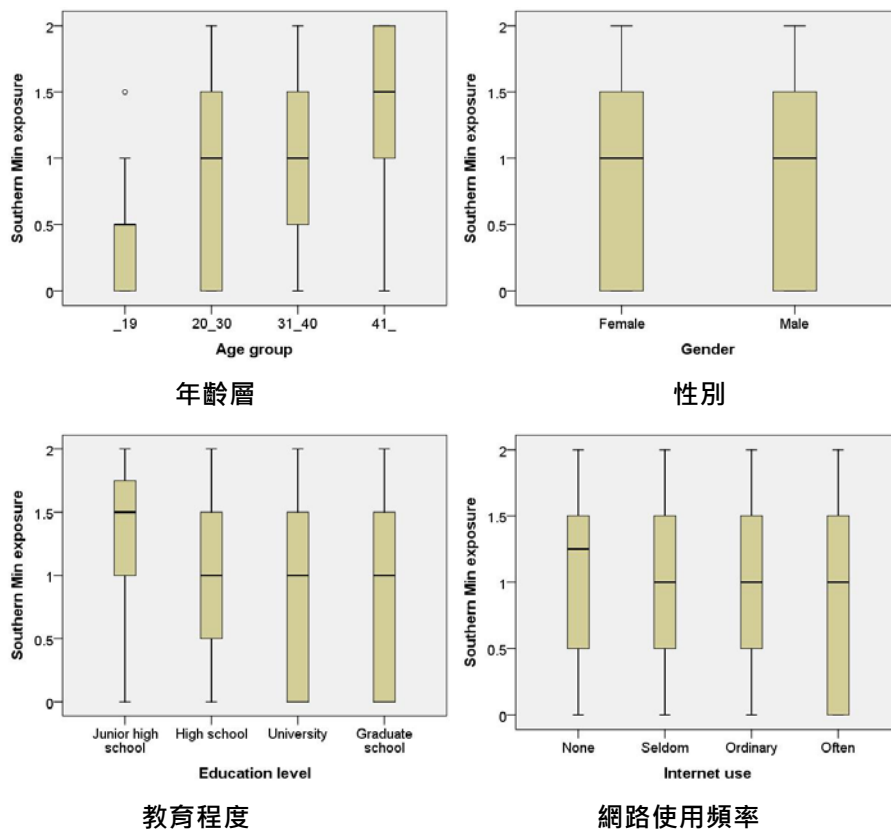 Southern Min exposure
2
1.5
1
0.5
0
_19 20_30 31_40 41_
Age group
年齡層
Southern Min exposure
2
1.5
1
0.5
0
Female Male
Gender
性別
Southern Min exposure
2
1.5
1
0.5
0
Junior high school High school University Graduate school
Education level
教育程度
Southern Min exposure
2
1.5
1
0.5
0
None Seldom Ordinary Often
Internet use
網路使用頻率